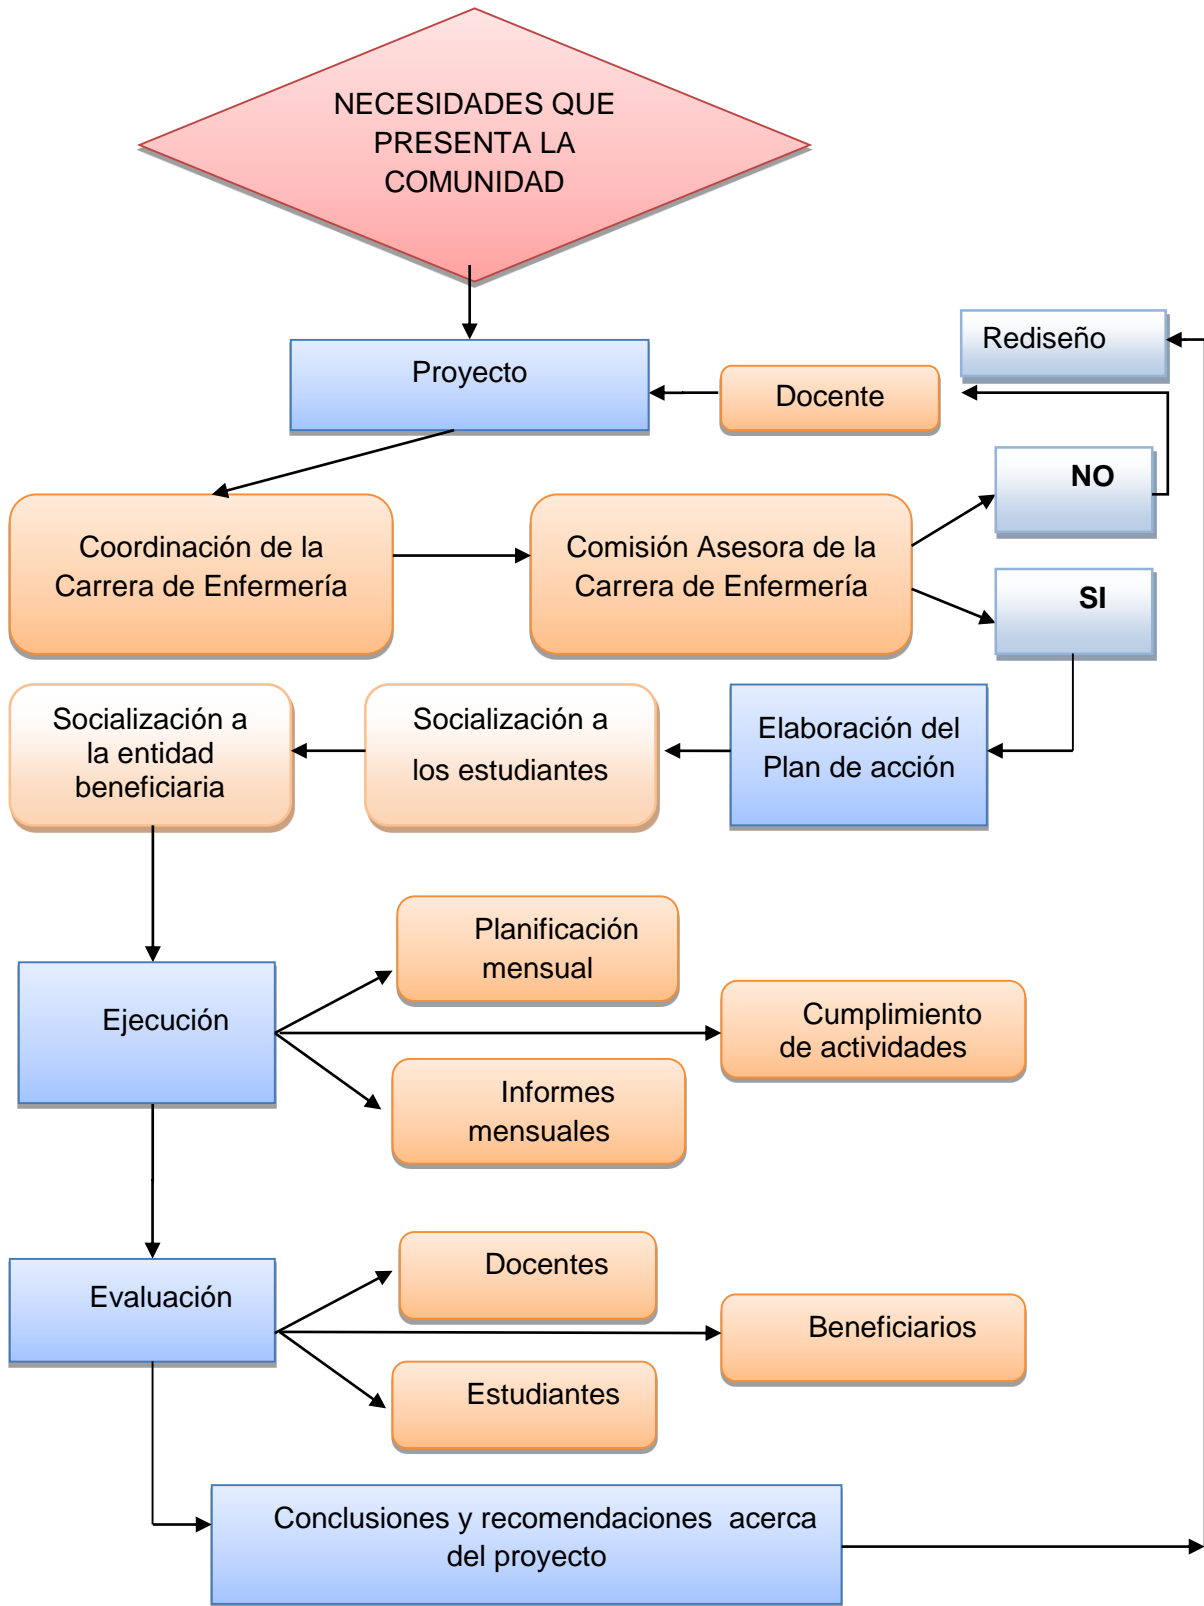 NECESIDADES QUE
PRESENTA LA
COMUNIDAD
Rediseño
Proyecto
Docente
NO
Coordinación de la
Carrera de Enfermería
Comisión Asesora de la
Carrera de Enfermería
SI
Socialización a
la entidad
beneficiaria
Socialización a
los estudiantes
Elaboración del
Plan de acción
Planificación
mensual
Ejecución
Cumplimiento
de actividades
Informes
mensuales
Docentes
Evaluación
Beneficiarios
Estudiantes
Conclusiones y recomendaciones  acerca
del proyecto